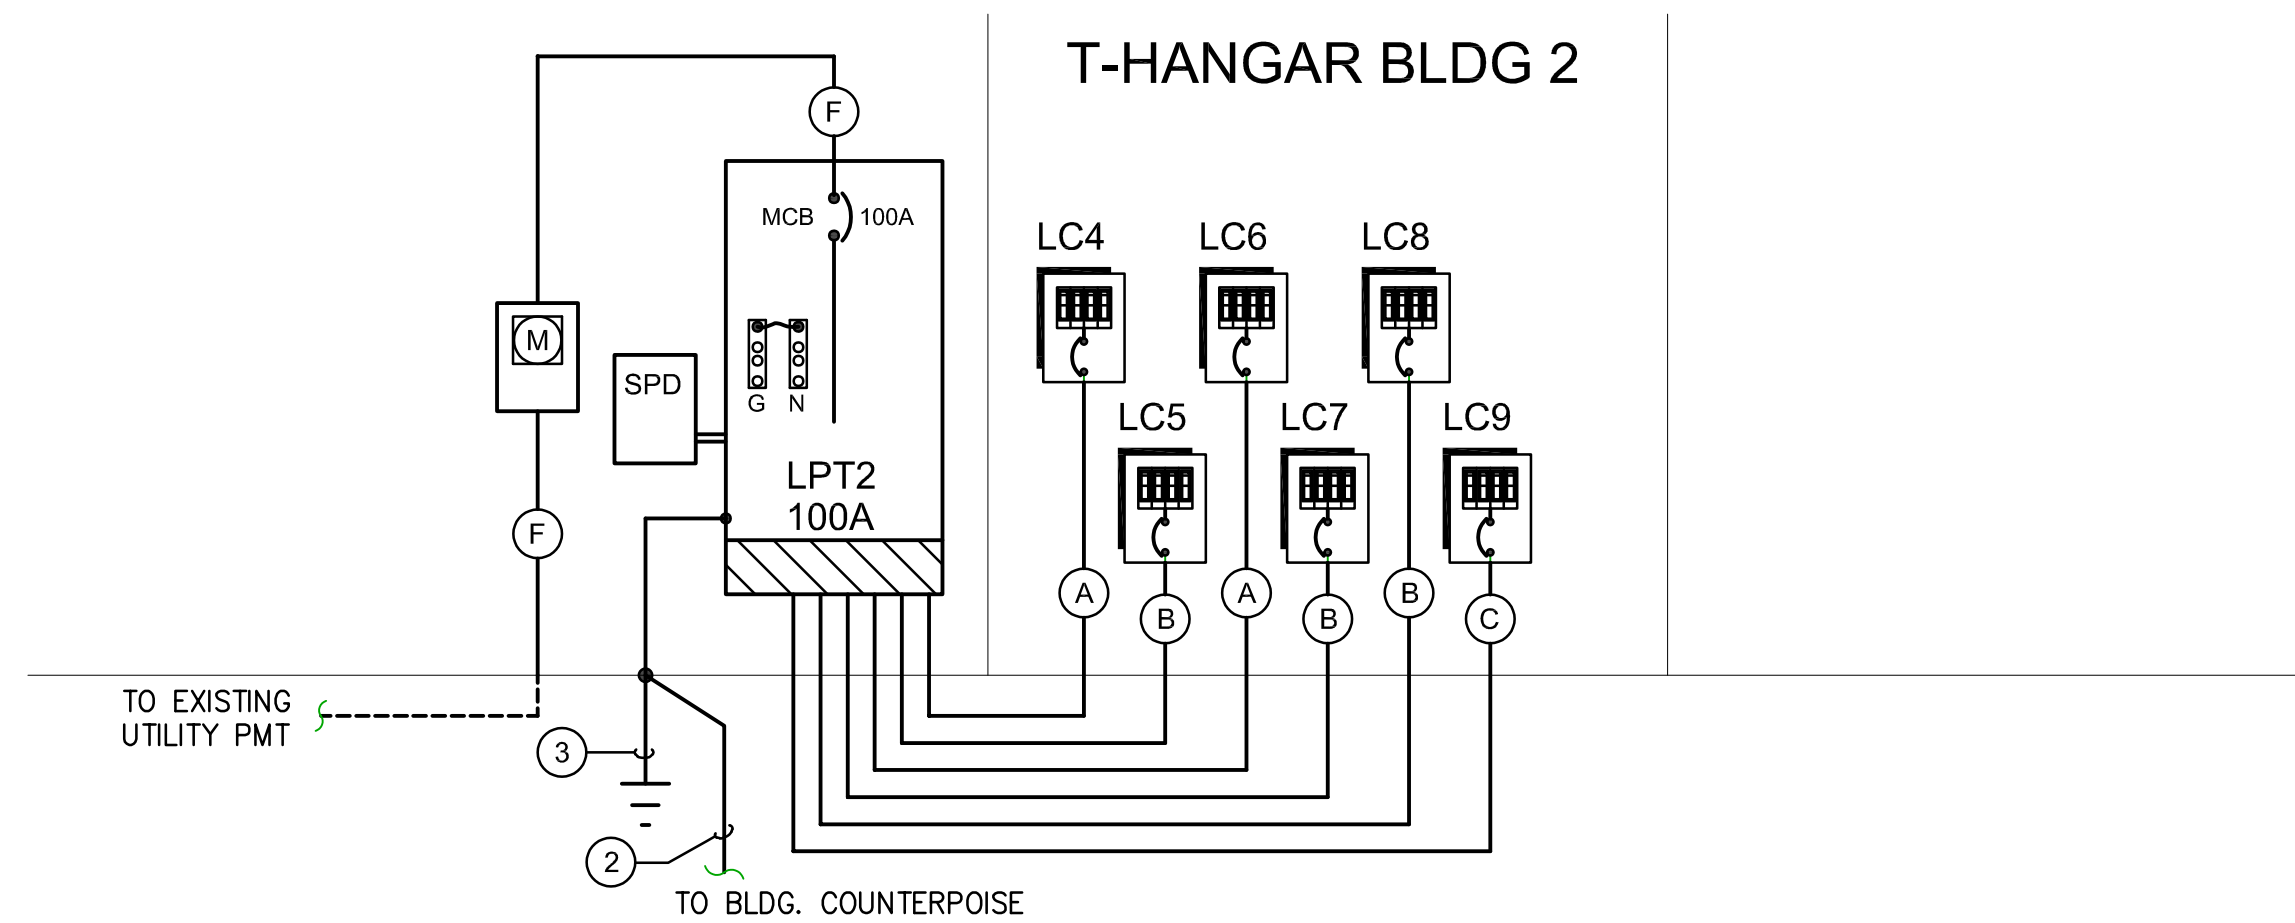 T-HANGAR BLDG 2
F
MCB 100A
LC4 LC6 LC8
M
SPD
G N
LC5 LC7 LC9
LPT2
100A
F
A A B
B B C
TO EXISTING
UTILITY PMT
3
2
TO BLDG. COUNTERPOISE